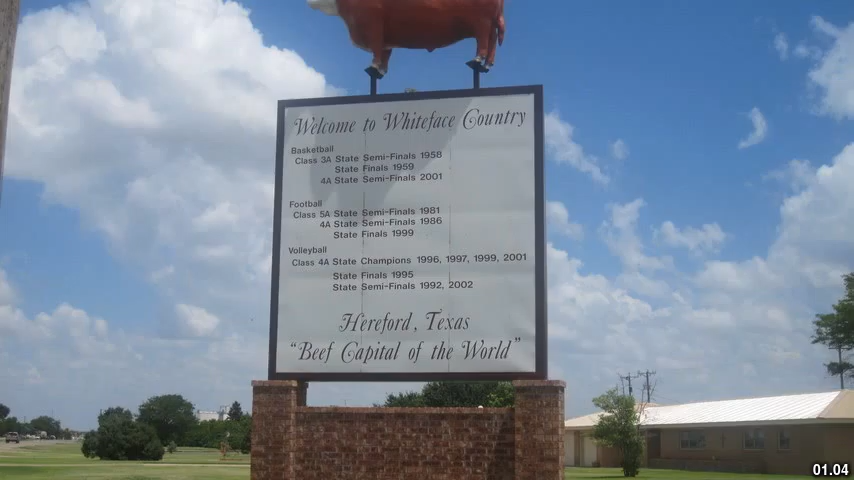 Welcome to Whiteface Country
Basketball
Class 3A State Semi-Finals 1958
State Finals 1959
4A State Semi-Finals 2001
Football
Class 5A State Semi-Finals 1981
4A State Semi-Finals 1986
State Finals 1999
Volleyball
Class 4A State Champions 1996, 1997, 1999, 2001
State Finals 1995
State Semi-Finals 1992, 2002
Hereford, Texas
"Beef Capital of the World"
01.04